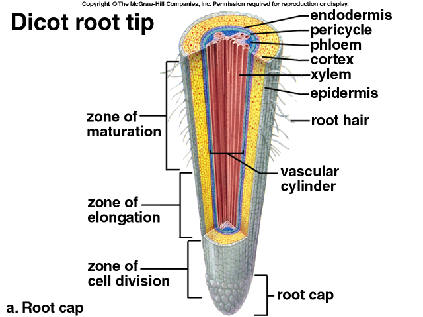 Copyright © The McGraw-Hill Companies, Inc. Permission required for reproduction or display.
Dicot root tip
endodermis
pericycle
phloem
cortex
xylem
epidermis
root hair
zone of
maturation
vascular
cylinder
zone of
elongation
zone of
cell division
root cap
a. Root cap